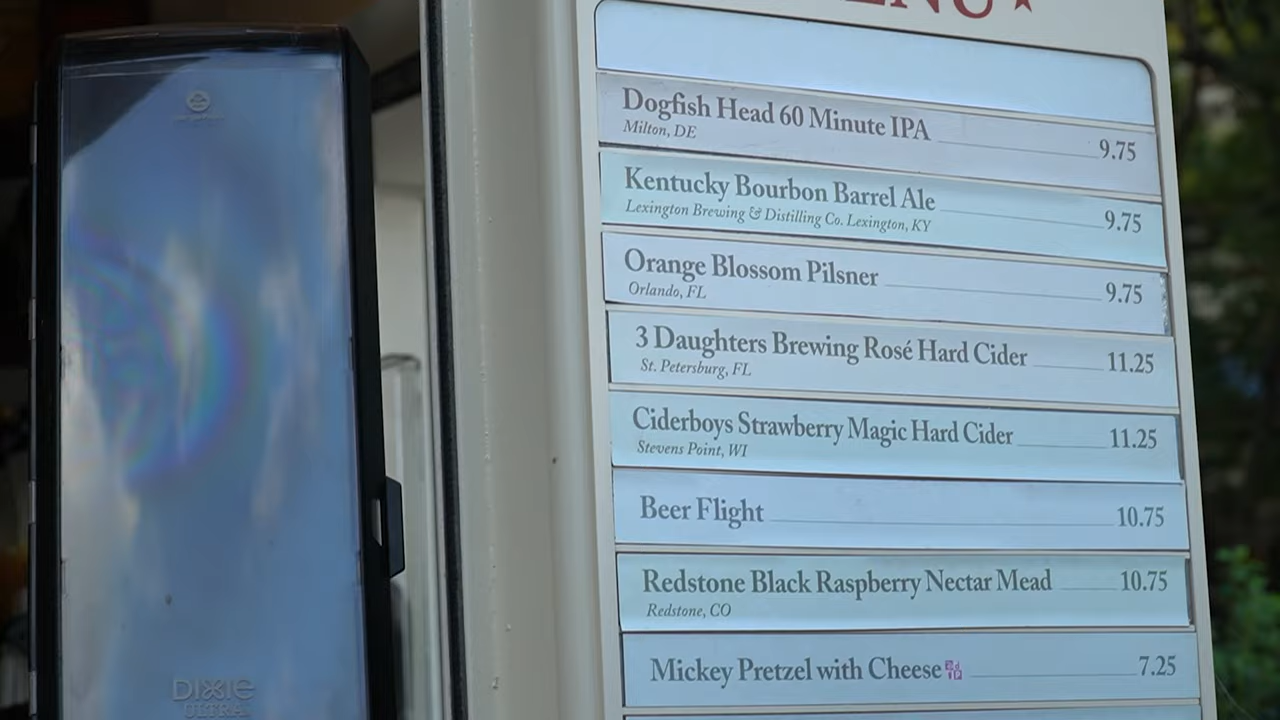 Dogfish Head 60 Minute IPA 9.75
Milton, DE
Kentucky Bourbon Barrel Ale 9.75
Lexington Brewing & Distilling Co. Lexington, KY
Orange Blossom Pilsner 9.75
Orlando, FL
3 Daughters Brewing Rosé Hard Cider 11.25
St. Petersburg, FL
Ciderboys Strawberry Magic Hard Cider 11.25
Stevens Point, WI
Beer Flight 10.75
Redstone Black Raspberry Nectar Mead 10.75
Redstone, CO
Mickey Pretzel with Cheese 7.25
DIXIE
ULTRA